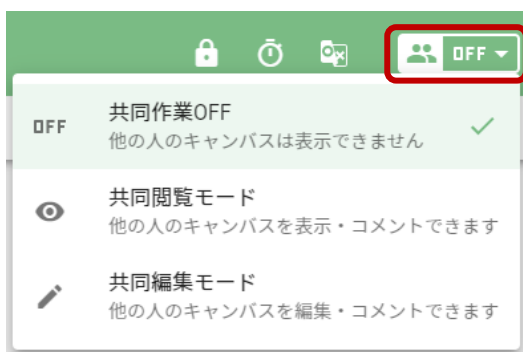 OFF
OFF
共同作業OFF
他の人のキャンバスは表示できません
共同閲覧モード
他の人のキャンバスを表示・コメントできます
共同編集モード
他の人のキャンバスを編集・コメントできます